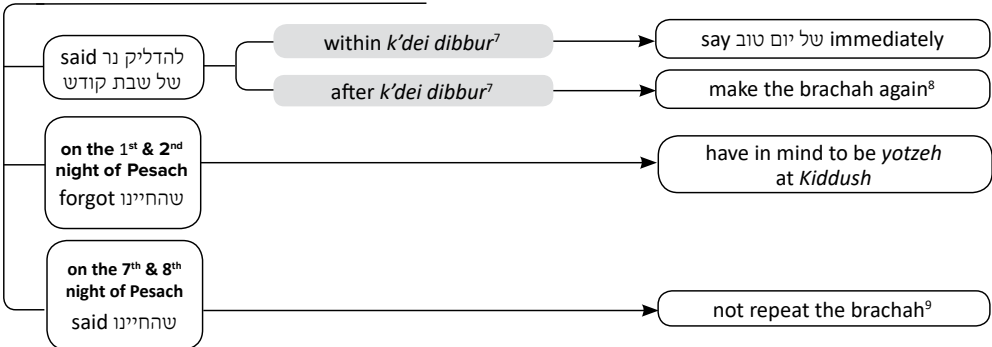 said להדליק נר
של שבת קודש
within k'dei dibbur⁷
say של יום טוב immediately
after k'dei dibbur⁷
make the brachah again⁸
on the 1st & 2nd
night of Pesach
forgot שהחיינו
have in mind to be yotzeh
at Kiddush
on the 7th & 8th
night of Pesach
said שהחיינו
not repeat the brachah⁹